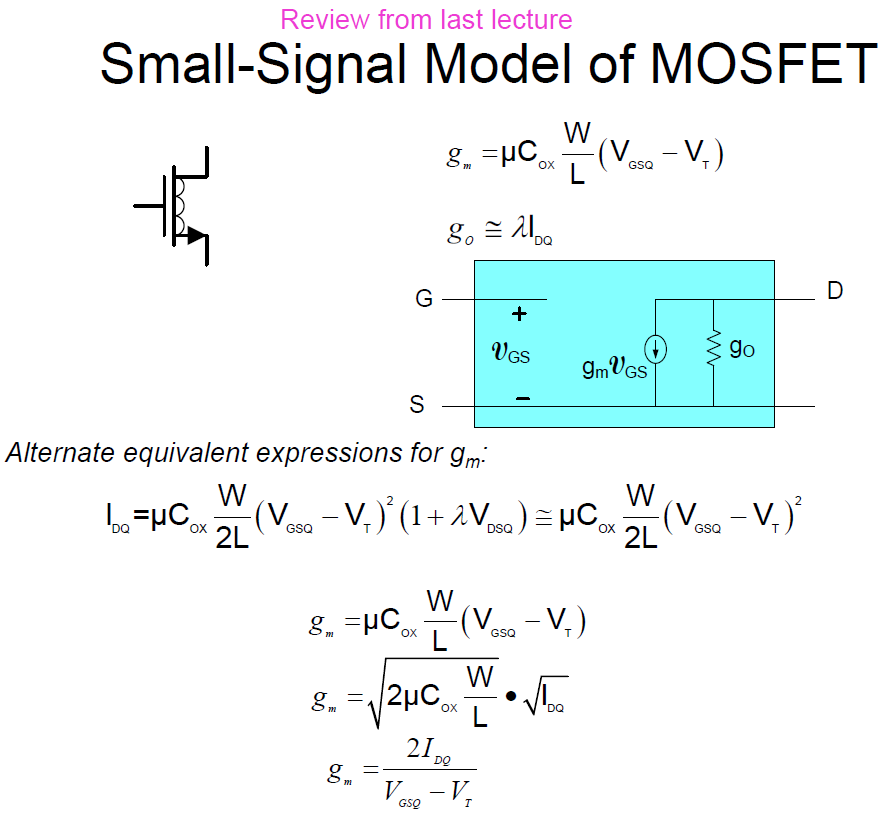 Review from last lecture
Small-Signal Model of MOSFET
g_m = μC_OX W/L (V_GSQ − V_T)
g_O ≅ λI_DQ
G
D
+
v_GS
g_m v_GS
g_O
S
−
Alternate equivalent expressions for g_m:
I_DQ = μC_OX W/2L (V_GSQ − V_T)² (1 + λV_DSQ) ≅ μC_OX W/2L (V_GSQ − V_T)²
g_m = μC_OX W/L (V_GSQ − V_T)
g_m = √(2μC_OX W/L) • √I_DQ
g_m = 2I_DQ / V_GSQ − V_T